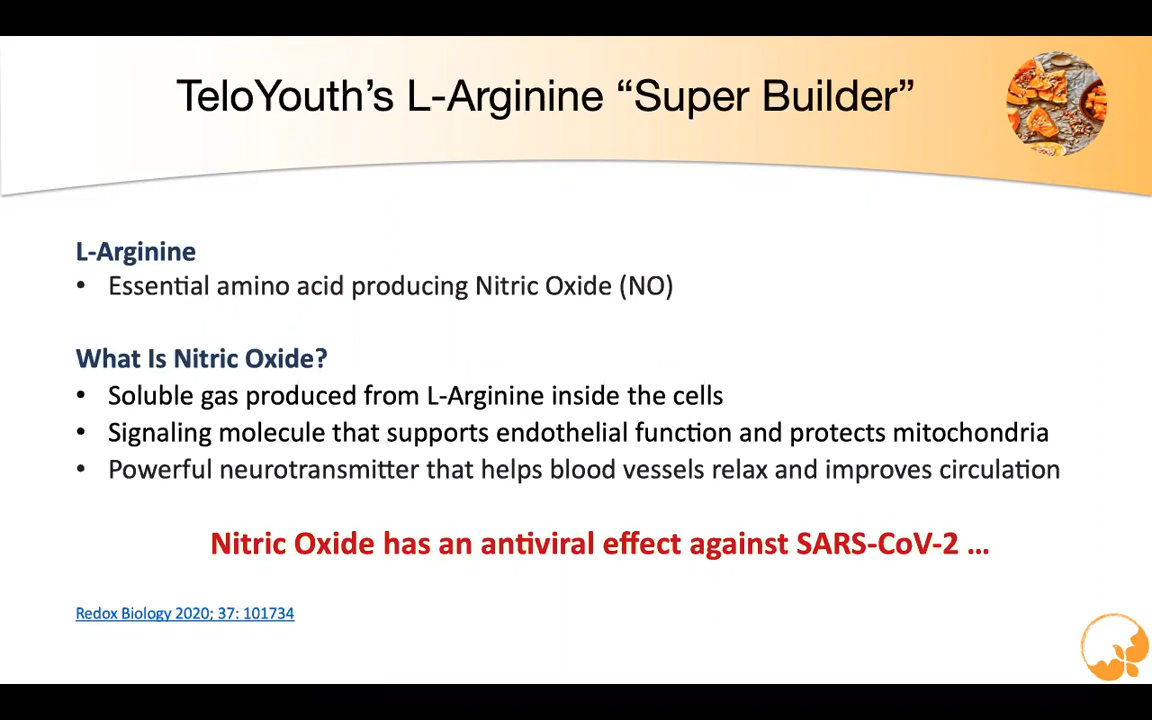 TeloYouth’s L-Arginine “Super Builder”
L-Arginine
• Essential amino acid producing Nitric Oxide (NO)
What Is Nitric Oxide?
• Soluble gas produced from L-Arginine inside the cells
• Signaling molecule that supports endothelial function and protects mitochondria
• Powerful neurotransmitter that helps blood vessels relax and improves circulation
Nitric Oxide has an antiviral effect against SARS-CoV-2 ...
Redox Biology 2020; 37: 101734